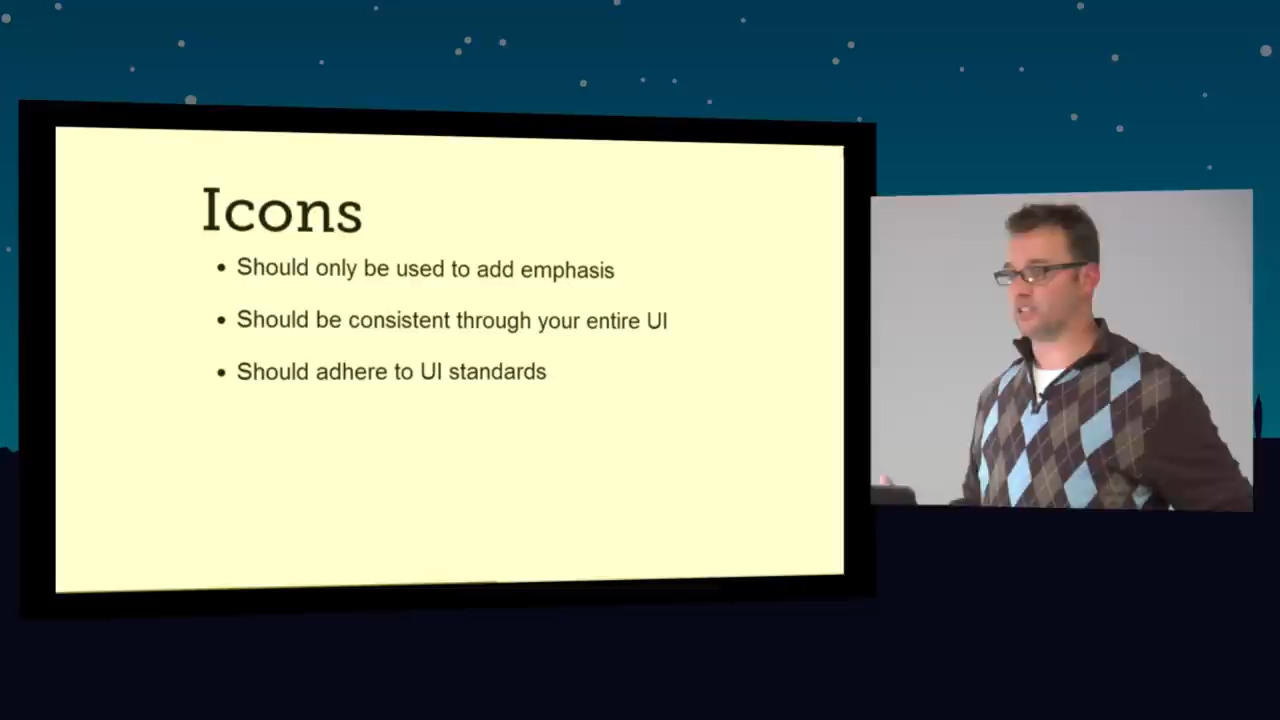 Icons
• Should only be used to add emphasis
• Should be consistent through your entire UI
• Should adhere to UI standards